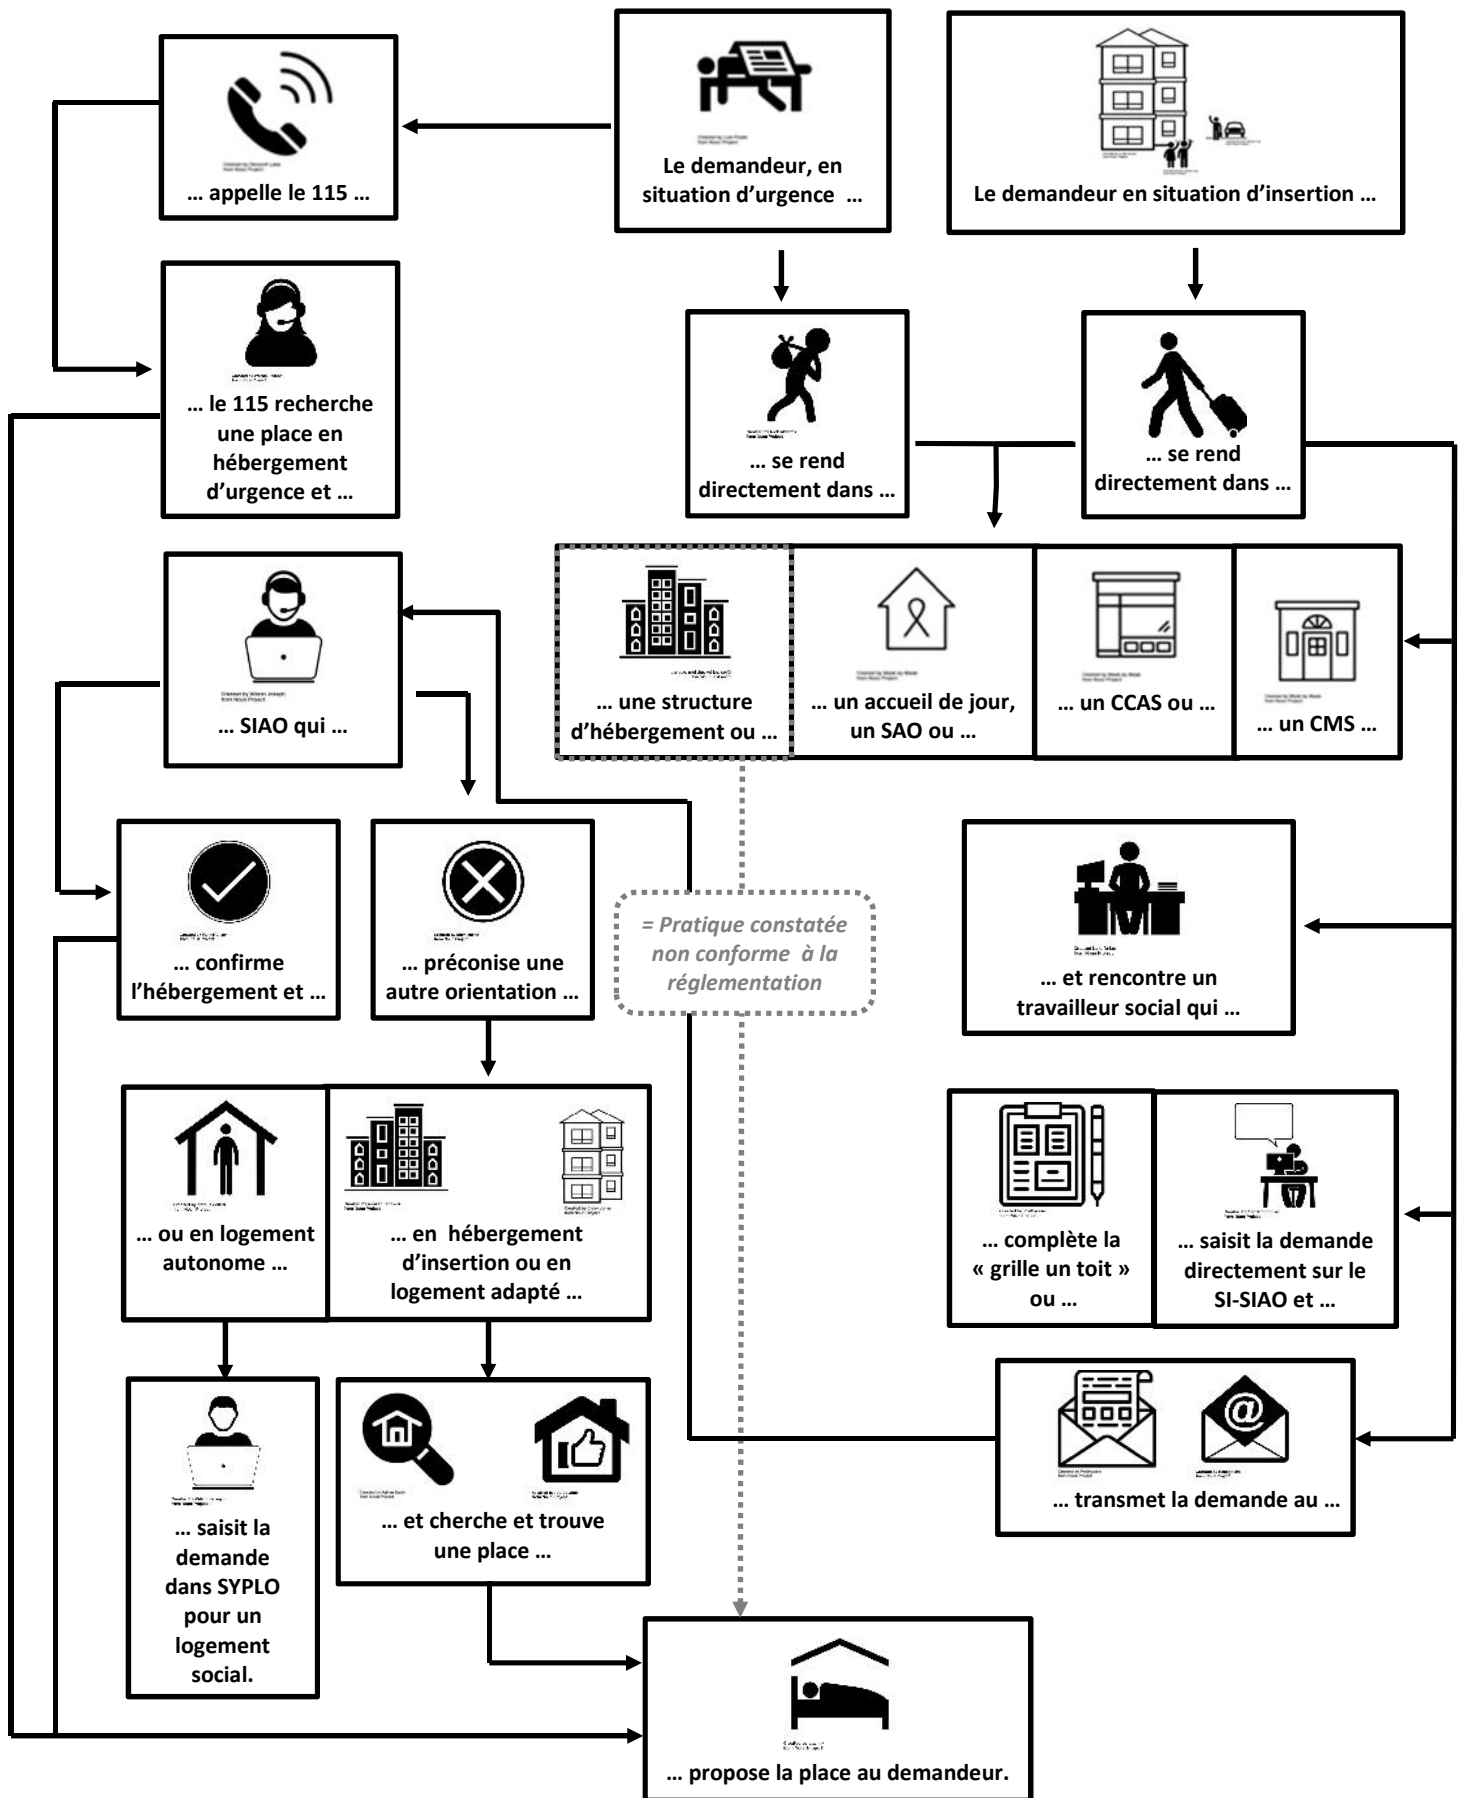 ... appelle le 115 ...
Le demandeur, en
situation d'urgence ...
Le demandeur en situation d'insertion ...
... le 115 recherche
une place en
hébergement
d'urgence et ...
... se rend
directement dans ...
... se rend
directement dans ...
... SIAO qui ...
... une structure
d'hébergement ou ...
... un accueil de jour,
un SAO ou ...
... un CCAS ou ...
... un CMS ...
... confirme
l'hébergement et ...
... préconise une
autre orientation ...
= Pratique constatée
non conforme à la
réglementation
... et rencontre un
travailleur social qui ...
... ou en logement
autonome ...
... en hébergement
d'insertion ou en
logement adapté ...
... complète la
« grille un toit »
ou ...
... saisit la demande
directement sur le
SI-SIAO et ...
... saisit la
demande
dans SYPLO
pour un
logement
social.
... et cherche et trouve
une place ...
@
... transmet la demande au ...
... propose la place au demandeur.